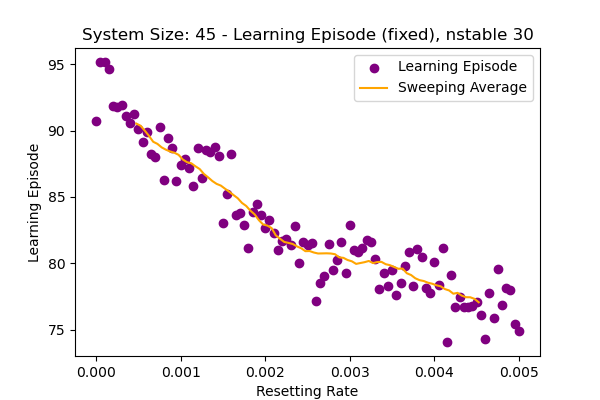 System Size: 45 - Learning Episode (fixed), nstable 30
Learning Episode
Sweeping Average
95
90
85
80
75
Learning Episode
0.000
0.001
0.002
0.003
0.004
0.005
Resetting Rate